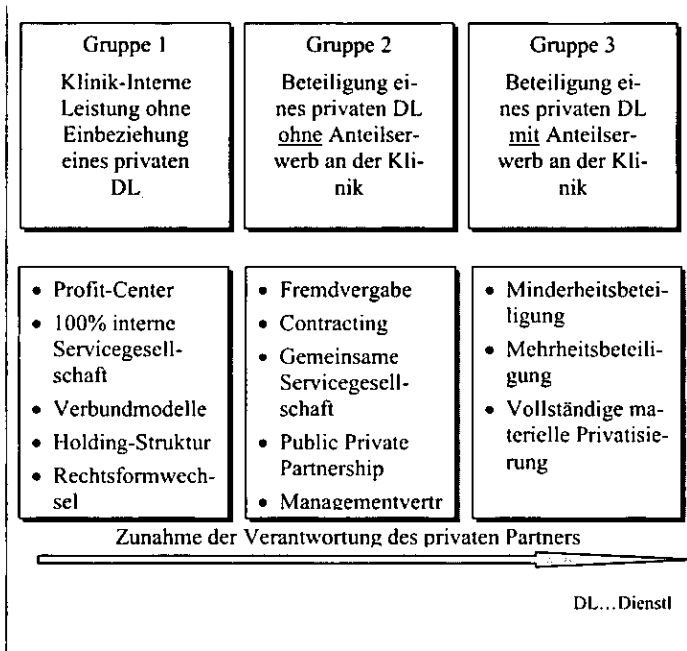 Gruppe 1
Klinik-Interne
Leistung ohne
Einbeziehung
eines privaten
DL
Gruppe 2
Beteiligung ei-
nes privaten DL
ohne Anteilser-
werb an der Kli-
nik
Gruppe 3
Beteiligung ei-
nes privaten DL
mit Anteilser-
werb an der Kli-
nik
• Profit-Center
• 100% interne
Servicegesell-
schaft
• Verbundmodelle
• Holding-Struktur
• Rechtsformwech-
sel
• Fremdvergabe
• Contracting
• Gemeinsame
Servicegesell-
schaft
• Public Private
Partnership
• Managementvertr
• Minderheitsbetei-
ligung
• Mehrheitsbeteili-
gung
• Vollständige ma-
terielle Privatisie-
rung
Zunahme der Verantwortung des privaten Partners
DL...Dienstl